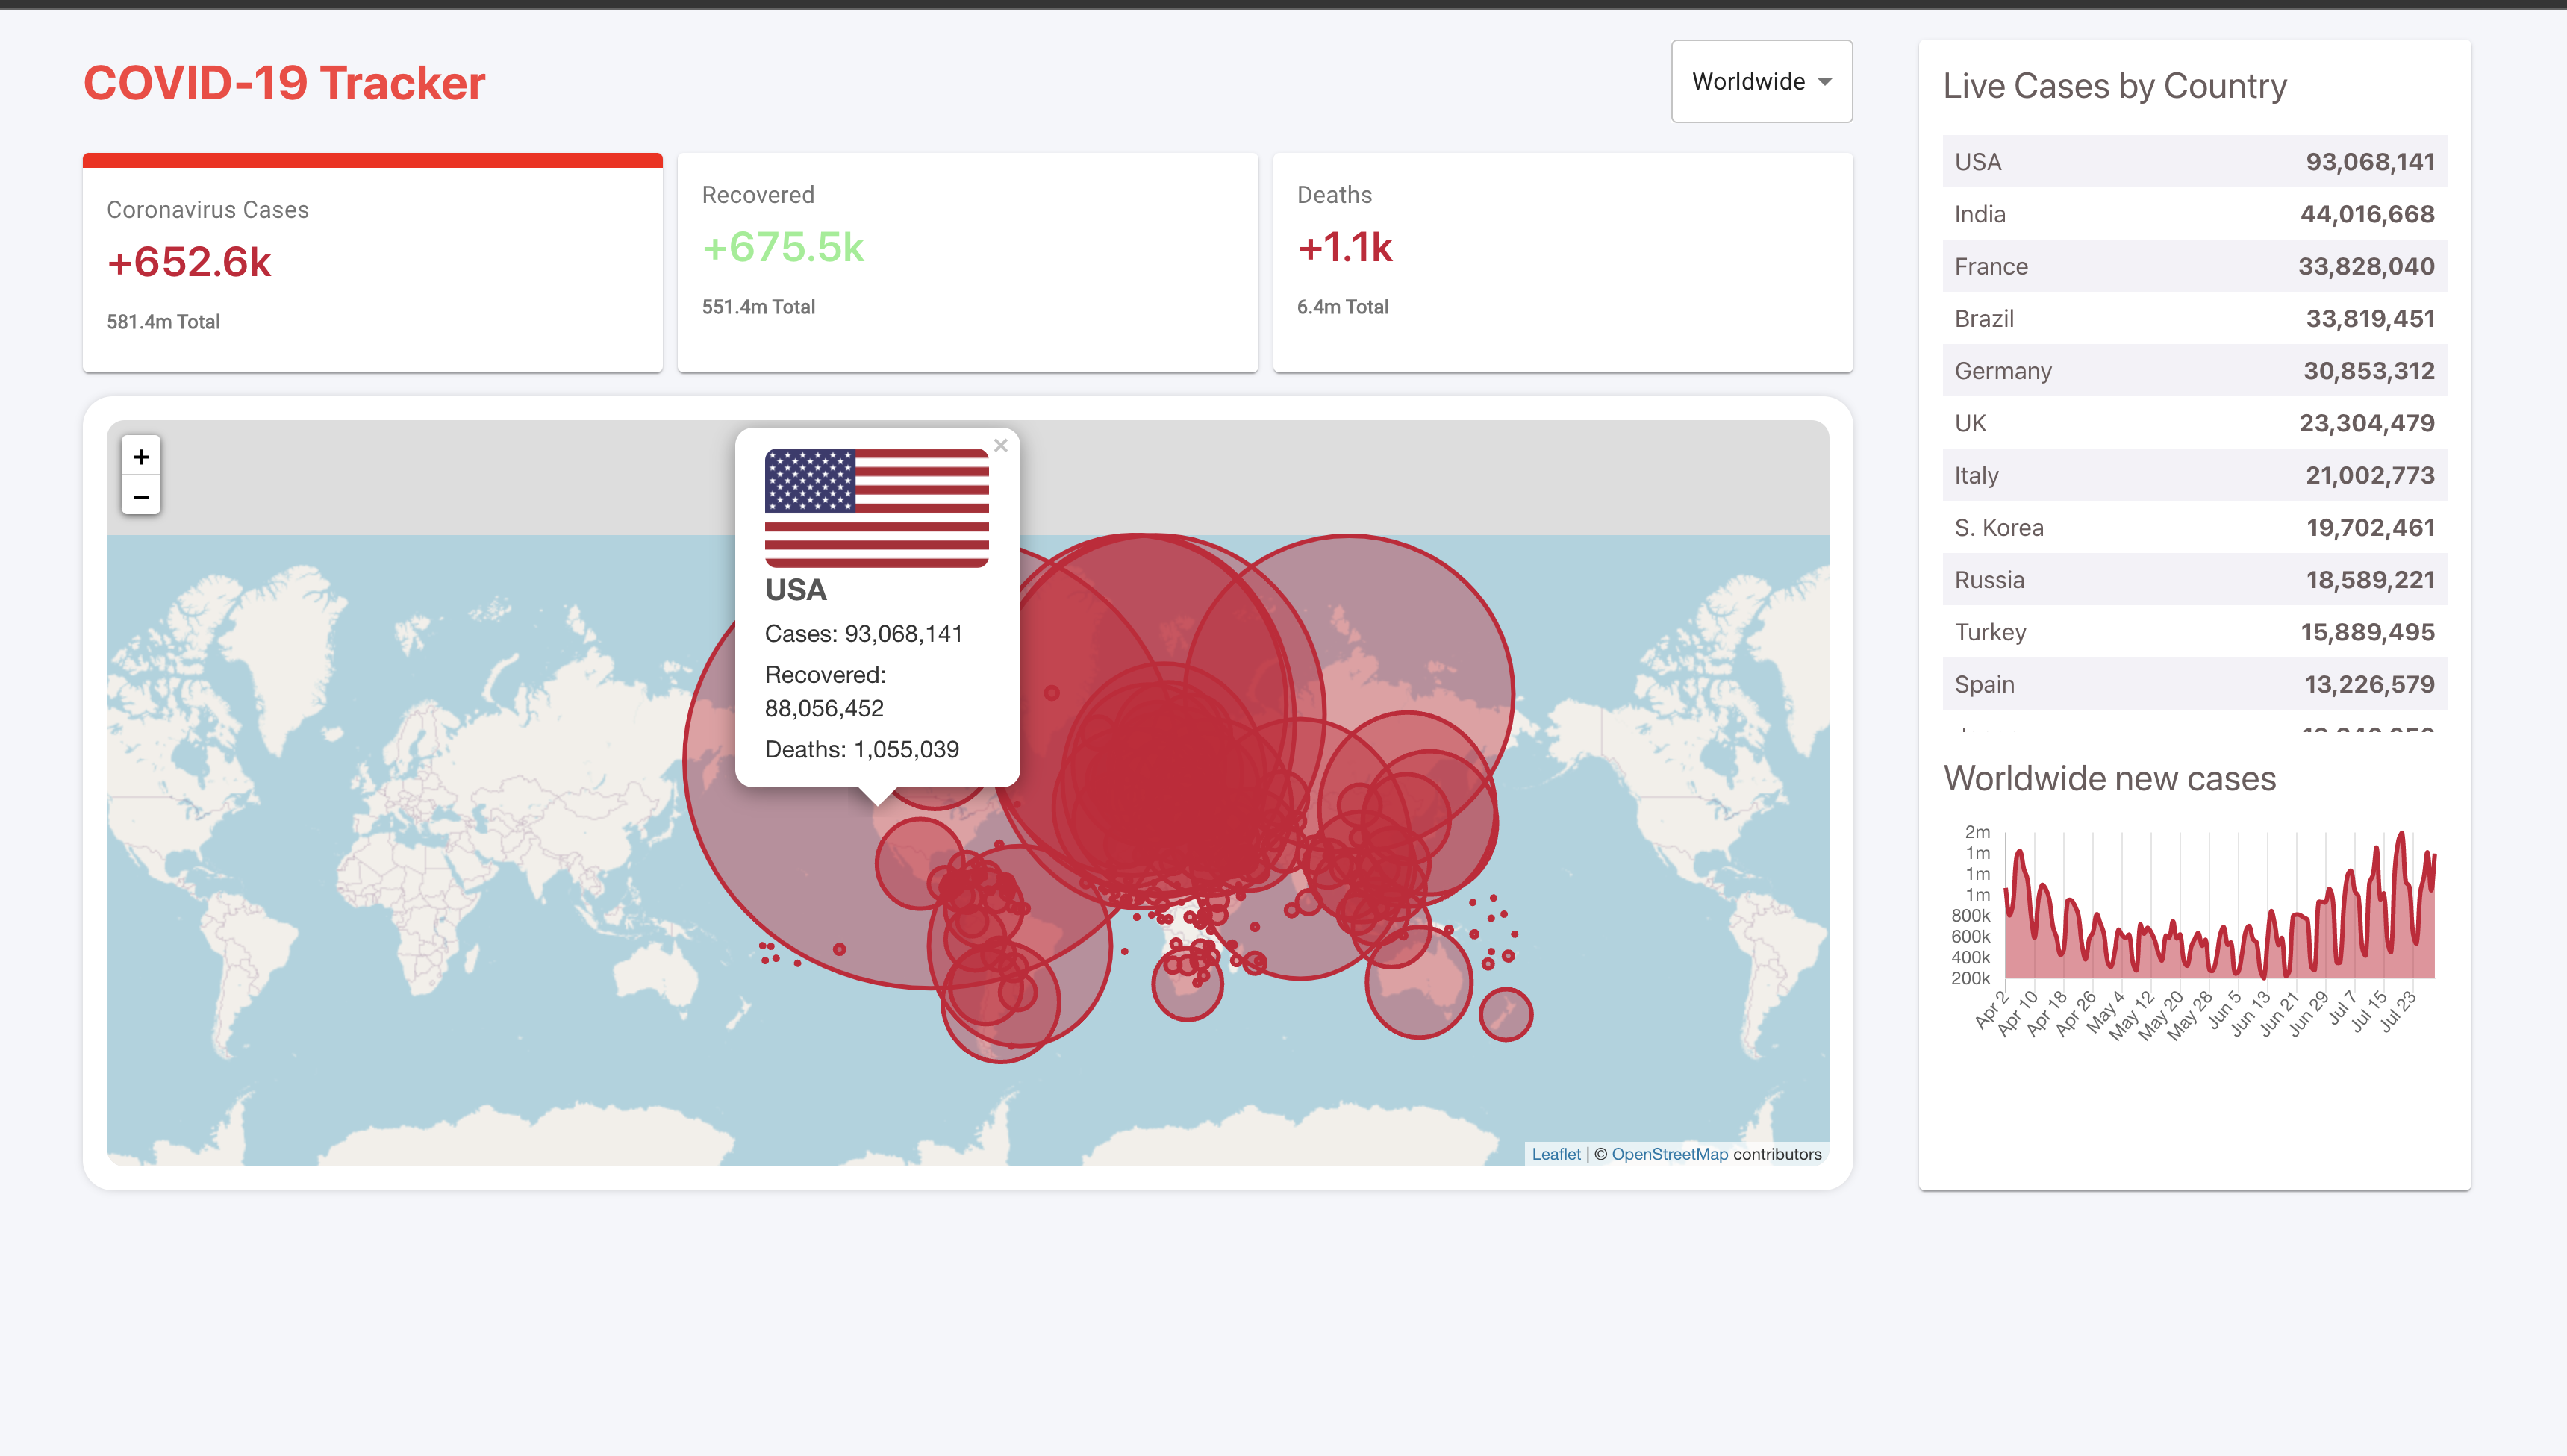 COVID-19 Tracker
Worldwide
Coronavirus Cases
+652.6k
581.4m Total
Recovered
+675.5k
551.4m Total
Deaths
+1.1k
6.4m Total
+
−
×
USA
Cases: 93,068,141
Recovered:
88,056,452
Deaths: 1,055,039
Leaflet | © OpenStreetMap contributors
Live Cases by Country
USA 93,068,141
India 44,016,668
France 33,828,040
Brazil 33,819,451
Germany 30,853,312
UK 23,304,479
Italy 21,002,773
S. Korea 19,702,461
Russia 18,589,221
Turkey 15,889,495
Spain 13,226,579
Worldwide new cases
2m
1m
1m
1m
800k
600k
400k
200k
Apr 2
Apr 10
Apr 18
Apr 26
May 4
May 12
May 20
May 28
Jun 5
Jun 13
Jun 21
Jun 29
Jul 7
Jul 15
Jul 23